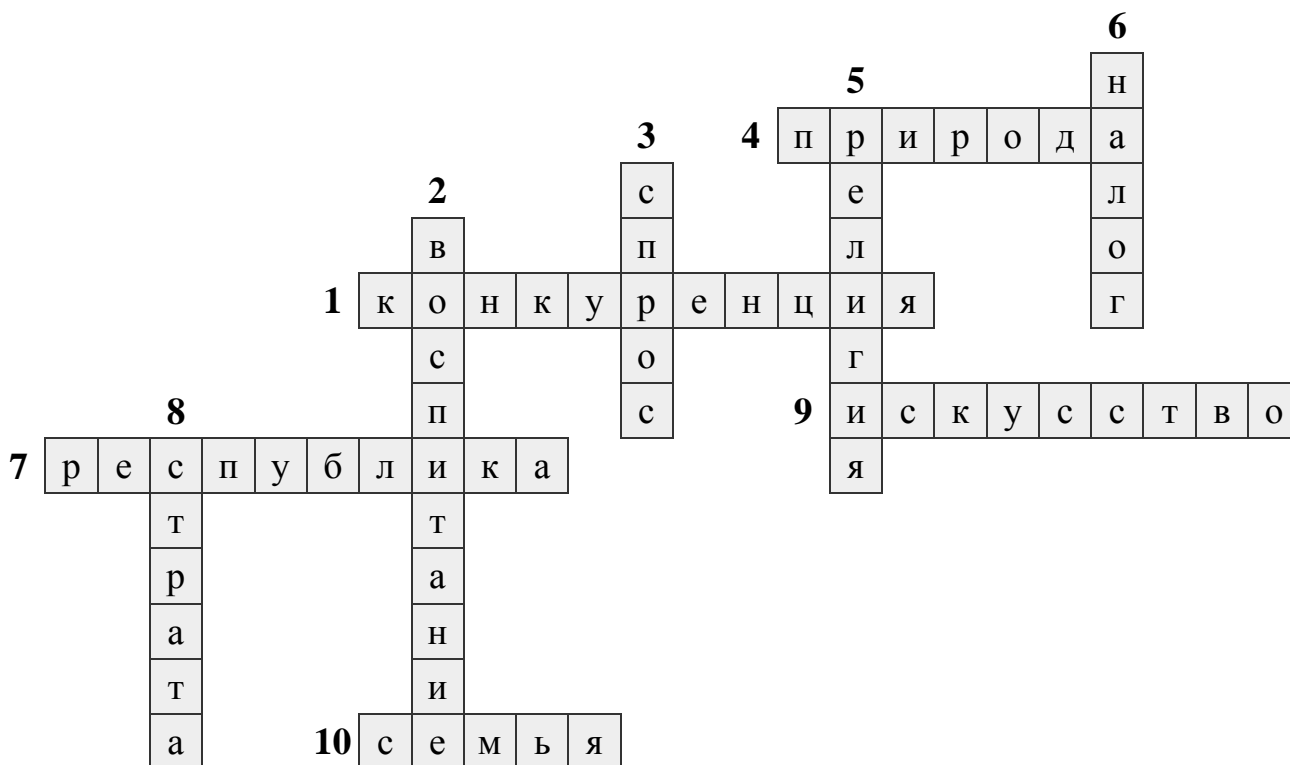 6
5 н
3 4 п р и р о д а
2 с е л
в п л о
1 к о н к у р е н ц и я г
с о г
8 п с 9 и с к у с с т в о
7 р е с п у б л и к а я
т т
р а
а н
т и
а 10 с е м ь я